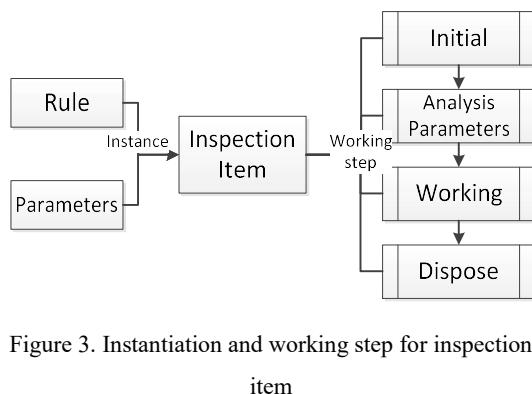 Rule
Parameters
Instance
Inspection
Item
Working
step
Initial
Analysis
Parameters
Working
Dispose
Figure 3. Instantiation and working step for inspection
item